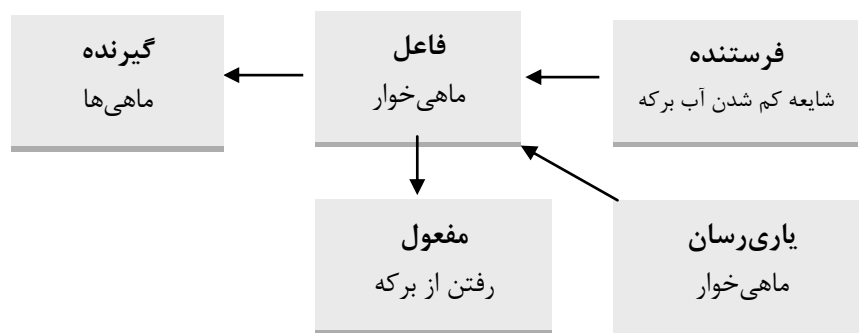 فرستنده
شایعه کم شدن آب برکه
فاعل
ماهی‌خوار
گیرنده
ماهی‌ها
یاری‌رسان
ماهی‌خوار
مفعول
رفتن از برکه